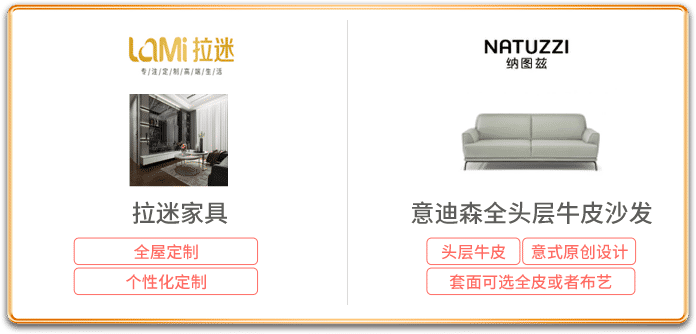 LaMi 拉迷
专/注/定/制/高/端/生/活
拉迷家具
全屋定制
个性化定制
NATUZZI
纳图兹
意迪森全头层牛皮沙发
头层牛皮 意式原创设计
套面可选全皮或者布艺